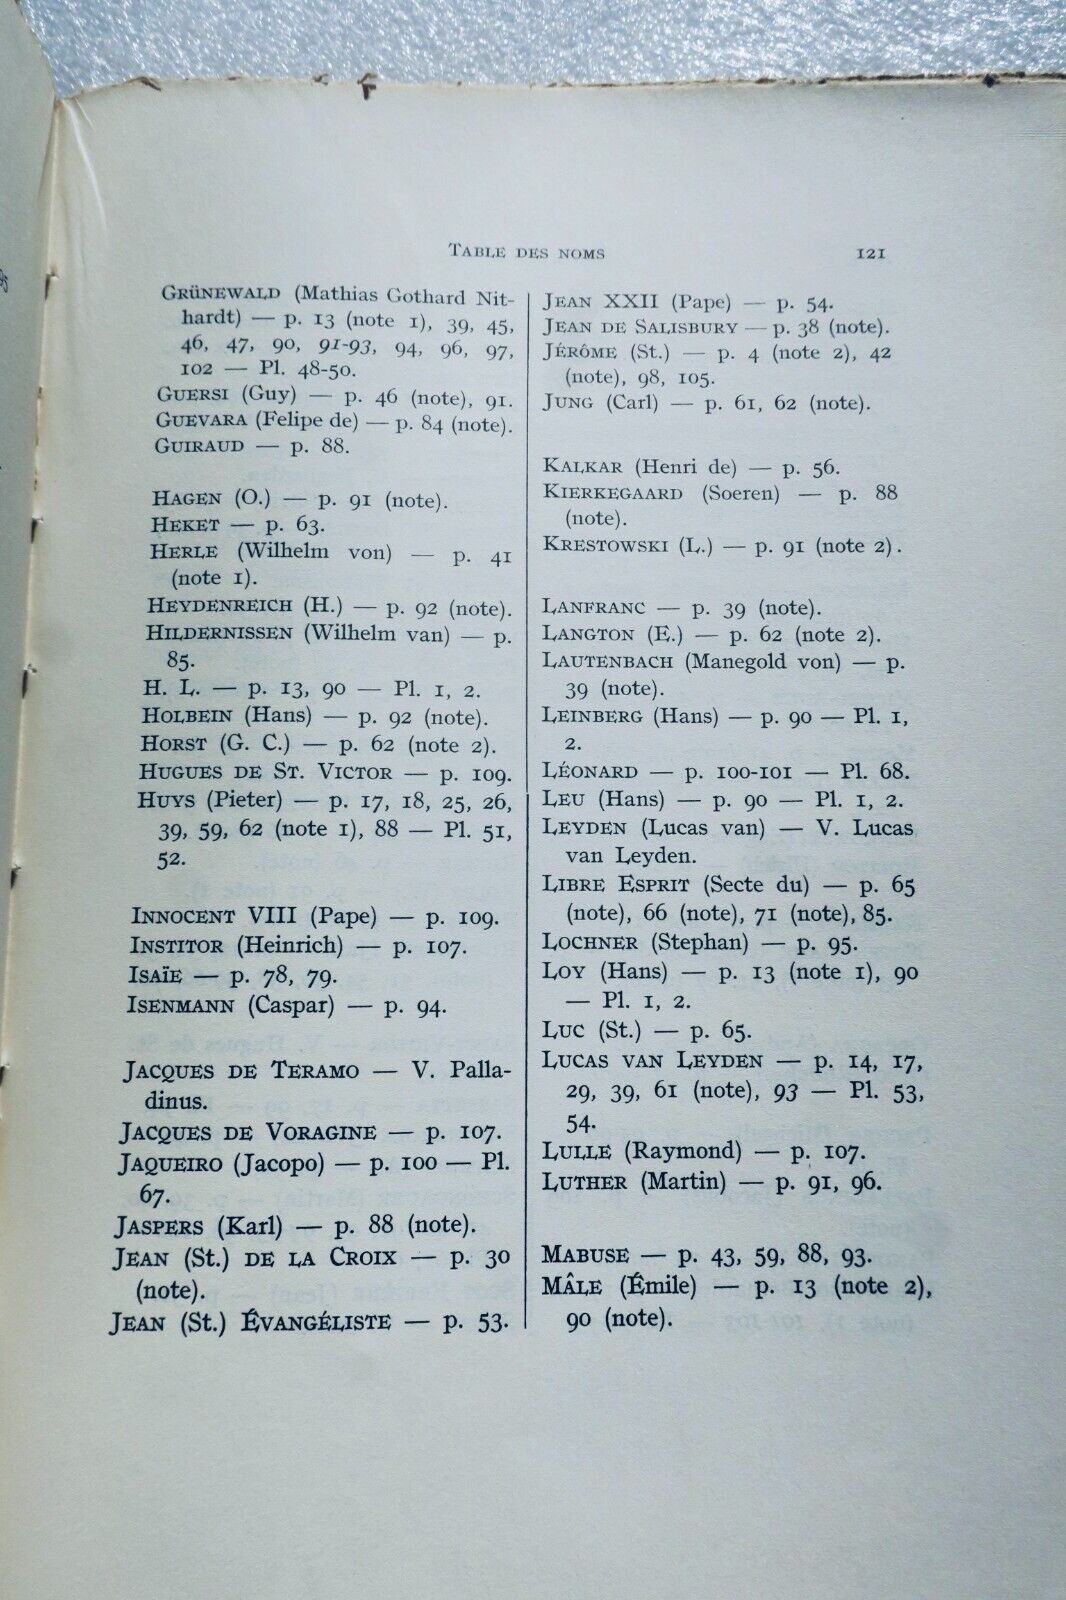 TABLE DES NOMS 121
GRÜNEWALD (Mathias Gothard Nit-
hardt) — p. 13 (note 1), 39, 45,
46, 47, 90, 91-93, 94, 96, 97,
102 — Pl. 48-50.
GUERSI (Guy) — p. 46 (note), 91.
GUEVARA (Felipe de) — p. 84 (note).
GUIRAUD — p. 88.
HAGEN (O.) — p. 91 (note).
HEKET — p. 63.
HERLE (Wilhelm von) — p. 41
(note 1).
HEYDENREICH (H.) — p. 92 (note).
HILDERNISSEN (Wilhelm van) — p.
85.
H. L. — p. 13, 90 — Pl. 1, 2.
HOLBEIN (Hans) — p. 92 (note).
HORST (G. C.) — p. 62 (note 2).
HUGUES DE ST. VICTOR — p. 109.
HUYS (Pieter) — p. 17, 18, 25, 26,
39, 59, 62 (note 1), 88 — Pl. 51,
52.
INNOCENT VIII (Pape) — p. 109.
INSTITOR (Heinrich) — p. 107.
ISAÏE — p. 78, 79.
ISENMANN (Caspar) — p. 94.
JACQUES DE TERAMO — V. Palla-
dinus.
JACQUES DE VORAGINE — p. 107.
JAQUEIRO (Jacopo) — p. 100 — Pl.
67.
JASPERS (Karl) — p. 88 (note).
JEAN (St.) DE LA CROIX — p. 30
(note).
JEAN (St.) ÉVANGÉLISTE — p. 53.
JEAN XXII (Pape) — p. 54.
JEAN DE SALISBURY — p. 38 (note).
JÉRÔME (St.) — p. 4 (note 2), 42
(note), 98, 105.
JUNG (Carl) — p. 61, 62 (note).
KALKAR (Henri de) — p. 56.
KIERKEGAARD (Soeren) — p. 88
(note).
KRESTOWSKI (L.) — p. 91 (note 2).
LANFRANC — p. 39 (note).
LANGTON (E.) — p. 62 (note 2).
LAUTENBACH (Manegold von) — p.
39 (note).
LEINBERG (Hans) — p. 90 — Pl. 1,
2.
LÉONARD — p. 100-101 — Pl. 68.
LEU (Hans) — p. 90 — Pl. 1, 2.
LEYDEN (Lucas van) — V. Lucas
van Leyden.
LIBRE ESPRIT (Secte du) — p. 65
(note), 66 (note), 71 (note), 85.
LOCHNER (Stephan) — p. 95.
LOY (Hans) — p. 13 (note 1), 90
— Pl. 1, 2.
LUC (St.) — p. 65.
LUCAS VAN LEYDEN — p. 14, 17,
29, 39, 61 (note), 93 — Pl. 53,
54.
LULLE (Raymond) — p. 107.
LUTHER (Martin) — p. 91, 96.
MABUSE — p. 43, 59, 88, 93.
MÂLE (Émile) — p. 13 (note 2),
90 (note).